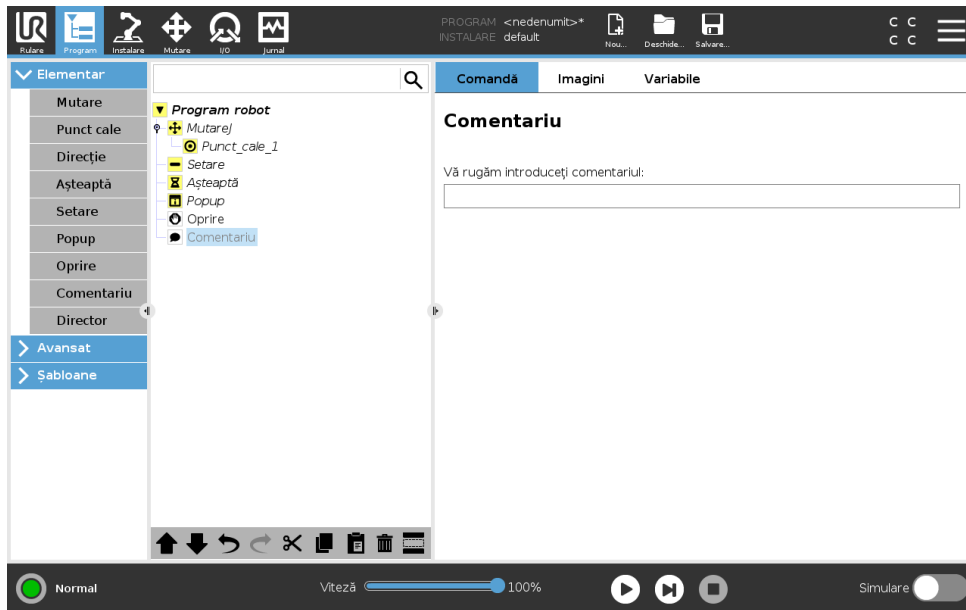 UR
Rulare
Program
Instalare
Mutare
I/O
Jurnal
PROGRAM <nedenumit>*
INSTALARE default
Nou...
Deschide...
Salvare...
C C
C C
Elementar
Mutare
Punct cale
Direcție
Așteaptă
Setare
Popup
Oprire
Comentariu
Director
Avansat
Șabloane
Program robot
MutareJ
Punct_cale_1
Setare
Așteaptă
Popup
Oprire
Comentariu
Comandă
Imagini
Variabile
Comentariu
Vă rugăm introduceţi comentariul:
Normal
Viteză
100%
Simulare